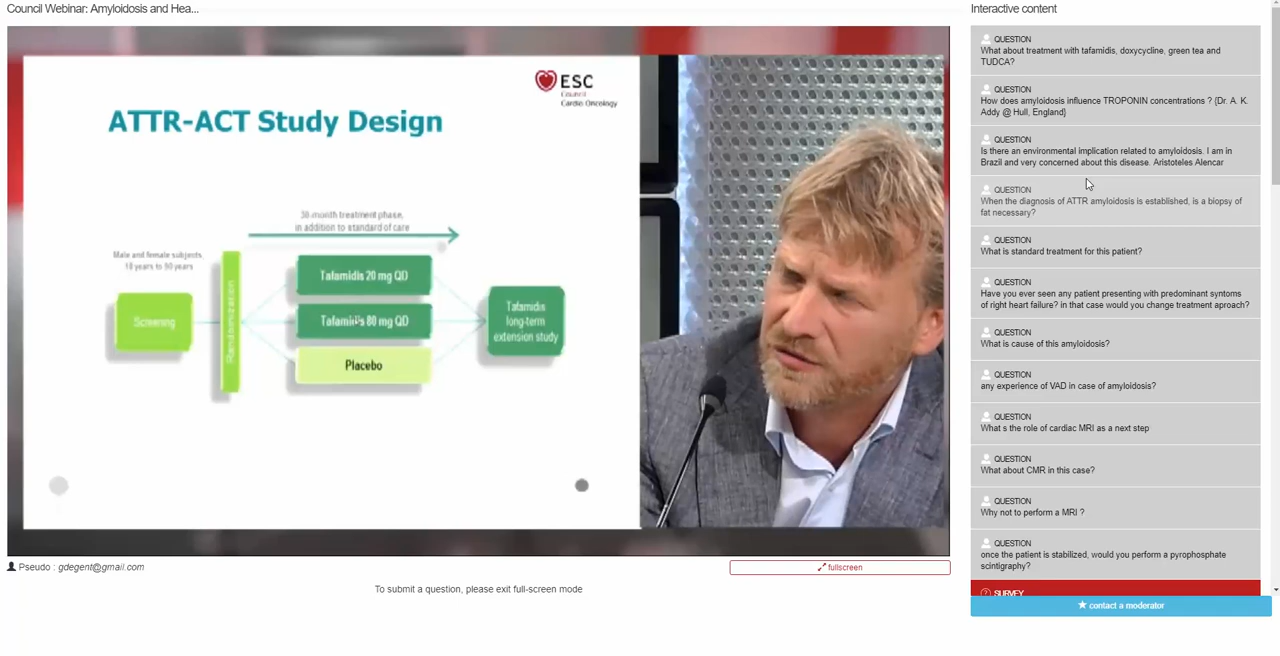 Council Webinar: Amyloidosis and Hea...
ESC
Council
Cardio Oncology
ATTR-ACT Study Design
30 month treatment phase,
in addition to standard of care
Male and female subjects,
18 years to 90 years
Screening
Randomization
Tafamidis 20 mg QD
Tafamidis 80 mg QD
Placebo
Tafamidis
long-term
extension study
Pseudo : gdegent@gmail.com
fullscreen
To submit a question, please exit full-screen mode
Interactive content
QUESTION
What about treatment with tafamidis, doxycycline, green tea and
TUDCA?
QUESTION
How does amyloidosis influence TROPONIN concentrations ? {Dr. A. K.
Addy @ Hull, England}
QUESTION
Is there an environmental implication related to amyloidosis. I am in
Brazil and very concerned about this disease. Aristoteles Alencar
QUESTION
When the diagnosis of ATTR amyloidosis is established, is a biopsy of
fat necessary?
QUESTION
What is standard treatment for this patient?
QUESTION
Have you ever seen any patient presenting with predominant syntoms
of right heart failure? in that case would you change treatment aproach?
QUESTION
What is cause of this amyloidosis?
QUESTION
any experience of VAD in case of amyloidosis?
QUESTION
What s the role of cardiac MRI as a next step
QUESTION
What about CMR in this case?
QUESTION
Why not to perform a MRI ?
QUESTION
once the patient is stabilized, would you perform a pyrophosphate
scintigraphy?
SURVEY
contact a moderator